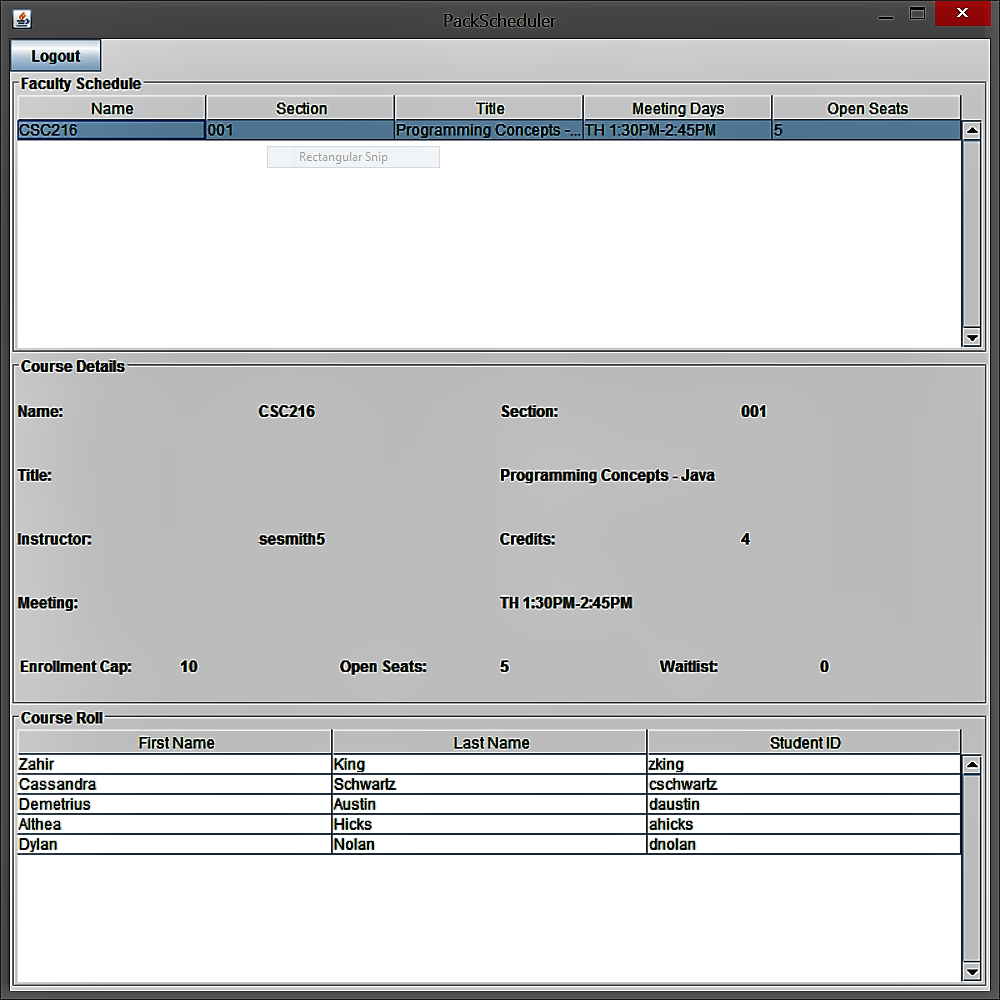 PackScheduler
Logout
Faculty Schedule
Name Section Title Meeting Days Open Seats
CSC216 001 Programming Concepts -... TH 1:30PM-2:45PM 5
Rectangular Snip
Course Details
Name: CSC216 Section: 001
Title: Programming Concepts - Java
Instructor: sesmith5 Credits: 4
Meeting: TH 1:30PM-2:45PM
Enrollment Cap: 10 Open Seats: 5 Waitlist: 0
Course Roll
First Name Last Name Student ID
Zahir King zking
Cassandra Schwartz cschwartz
Demetrius Austin daustin
Althea Hicks ahicks
Dylan Nolan dnolan